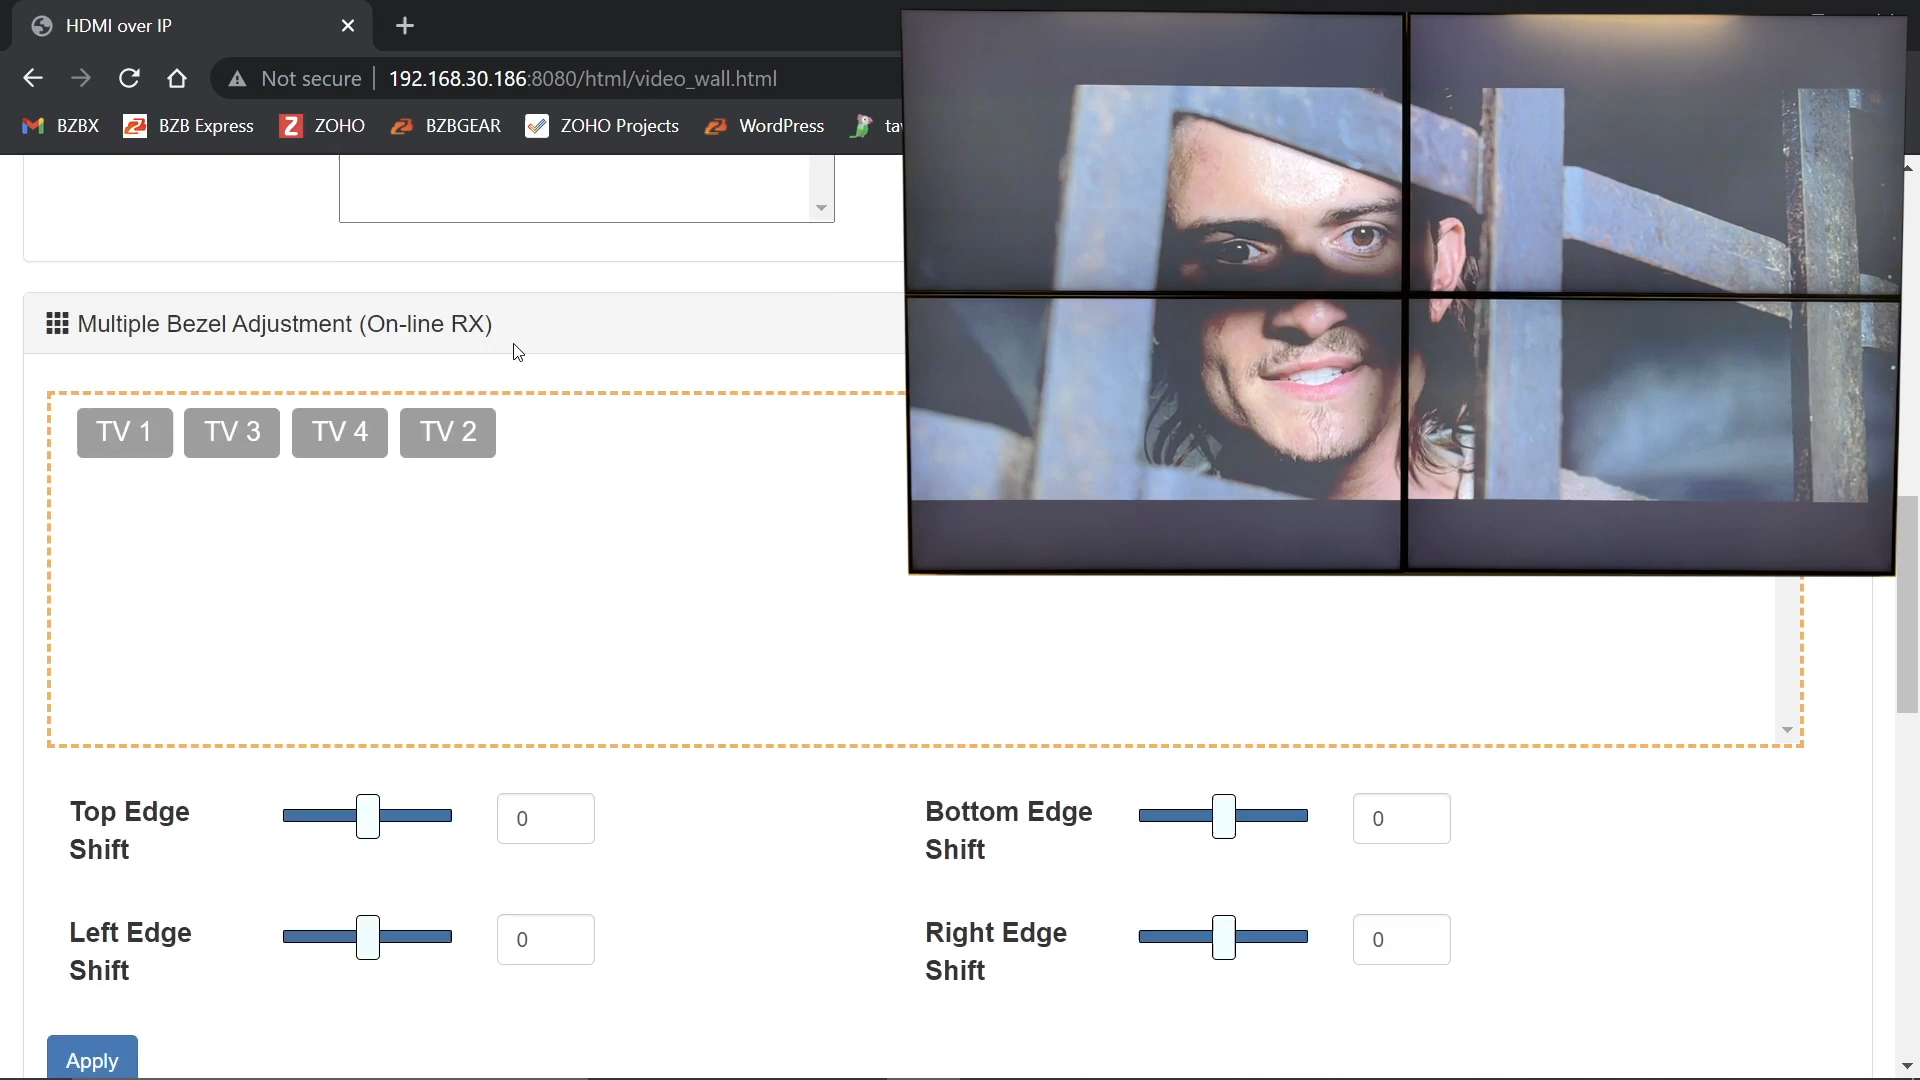 HDMI over IP
Not secure 192.168.30.186:8080/html/video_wall.html
BZBX BZB Express ZOHO BZBGEAR ZOHO Projects WordPress
Multiple Bezel Adjustment (On-line RX)
TV 1 TV 3 TV 4 TV 2
Top Edge Shift 0 Bottom Edge Shift 0
Left Edge Shift 0 Right Edge Shift 0
Apply